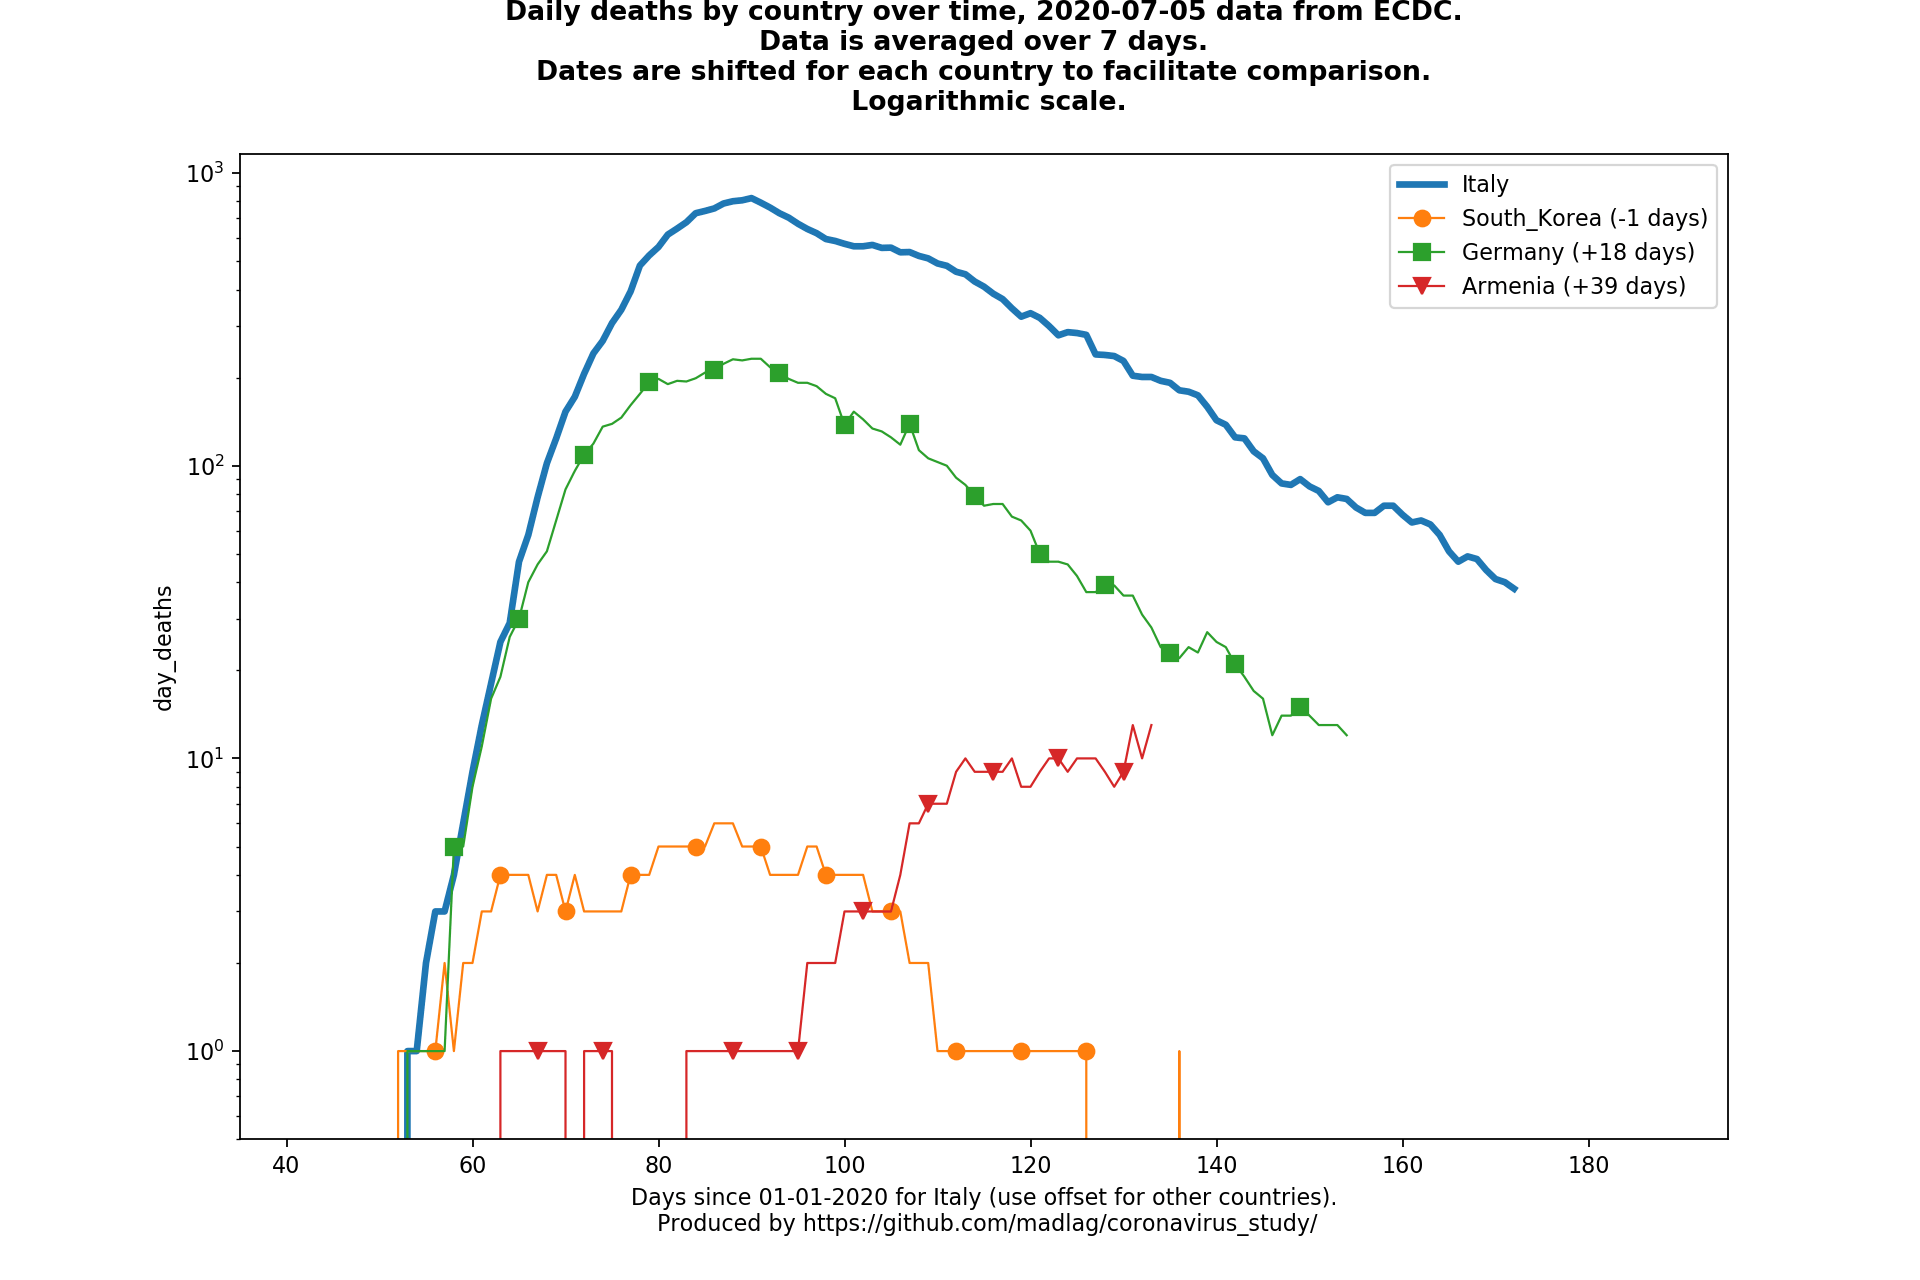 Daily deaths by country over time, 2020-07-05 data from ECDC.
Data is averaged over 7 days.
Dates are shifted for each country to facilitate comparison.
Logarithmic scale.
10³
10²
10¹
10⁰
day_deaths
Italy
South_Korea (-1 days)
Germany (+18 days)
Armenia (+39 days)
40 60 80 100 120 140 160 180
Days since 01-01-2020 for Italy (use offset for other countries).
Produced by https://github.com/madlag/coronavirus_study/